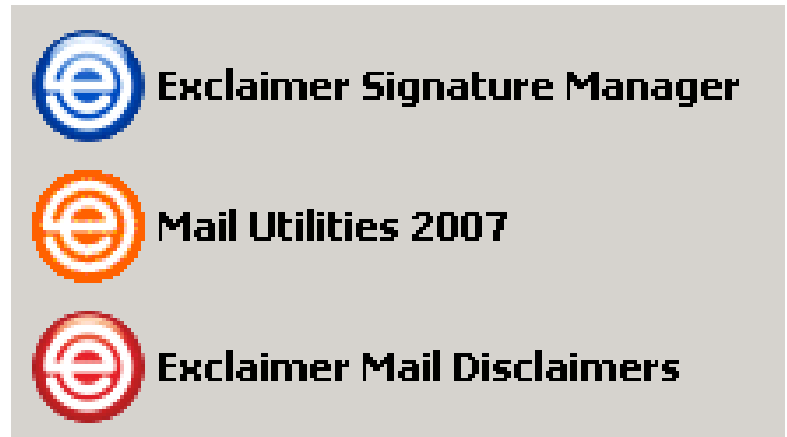 Exclaimer Signature Manager
Mail Utilities 2007
Exclaimer Mail Disclaimers